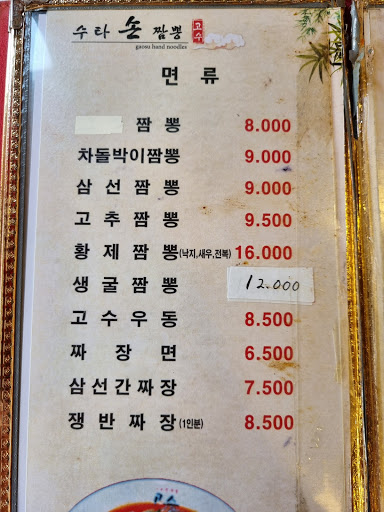 수타 손 짬뽕 고수
gaosu hand noodles
면 류
짬 뽕 8.000
차돌박이짬뽕 9.000
삼 선 짬 뽕 9.000
고 추 짬 뽕 9.500
황 제 짬 뽕(낙지,새우,전복) 16.000
생 굴 짬 뽕 12.000
고 수 우 동 8.500
짜 장 면 6.500
삼 선 간 짜 장 7.500
쟁 반 짜 장(1인분) 8.500